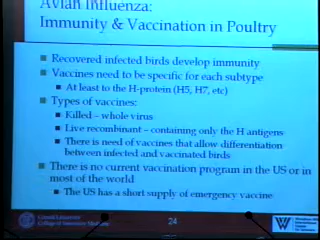 Avian Influenza:
Immunity & Vaccination in Poultry
Recovered infected birds develop immunity
Vaccines need to be specific for each subtype
At least to the H-protein (H5, H7, etc)
Types of vaccines:
Killed – whole virus
Live recombinant – containing only the H antigens
There is need of vaccines that allow differentiation
between infected and vaccinated birds
There is no current vaccination program in the US or in
most of the world
The US has a short supply of emergency vaccine
Cornell University
College of Veterinary Medicine
24
W